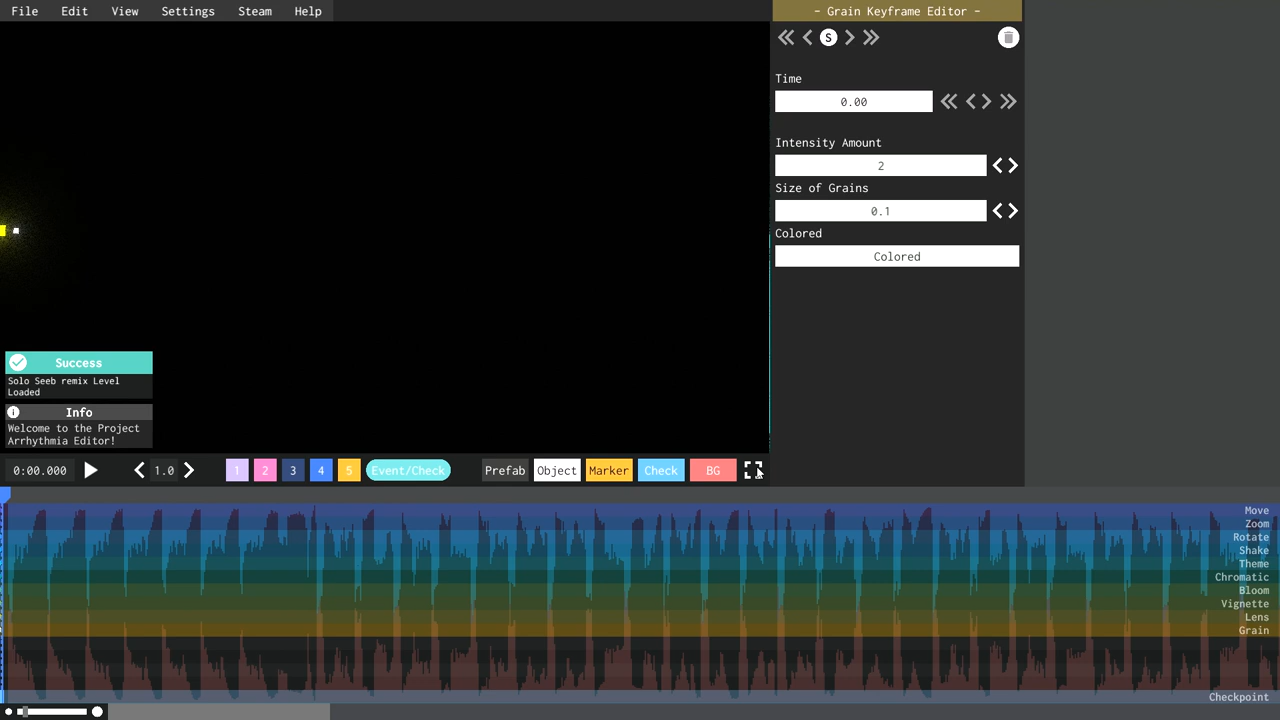 File Edit View Settings Steam Help
- Grain Keyframe Editor -
S
Time
0.00
Intensity Amount
2
Size of Grains
0.1
Colored
Colored
Success
Solo Seeb remix Level
Loaded
Info
Welcome to the Project
Arrhythmia Editor!
0:00.000 1.0 1 2 3 4 5 Event/Check Prefab Object Marker Check BG
Move
Zoom
Rotate
Shake
Theme
Chromatic
Bloom
Vignette
Lens
Grain
Checkpoint